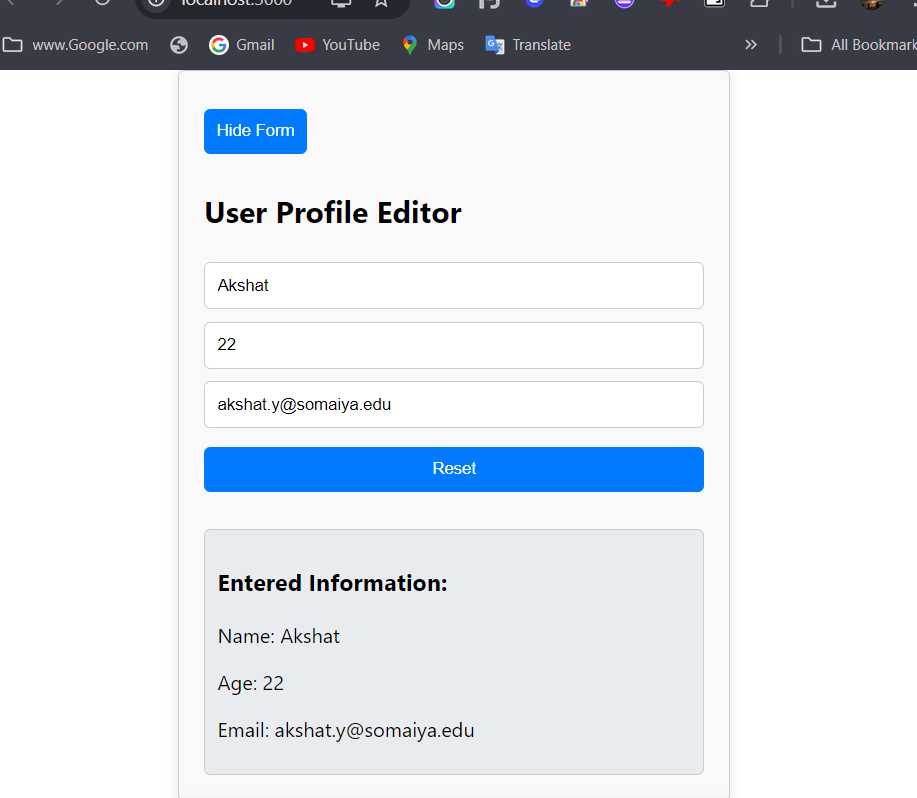 localhost:3000
www.Google.com Gmail YouTube Maps Translate All Bookmark
Hide Form
User Profile Editor
Akshat
22
akshat.y@somaiya.edu
Reset
Entered Information:
Name: Akshat
Age: 22
Email: akshat.y@somaiya.edu